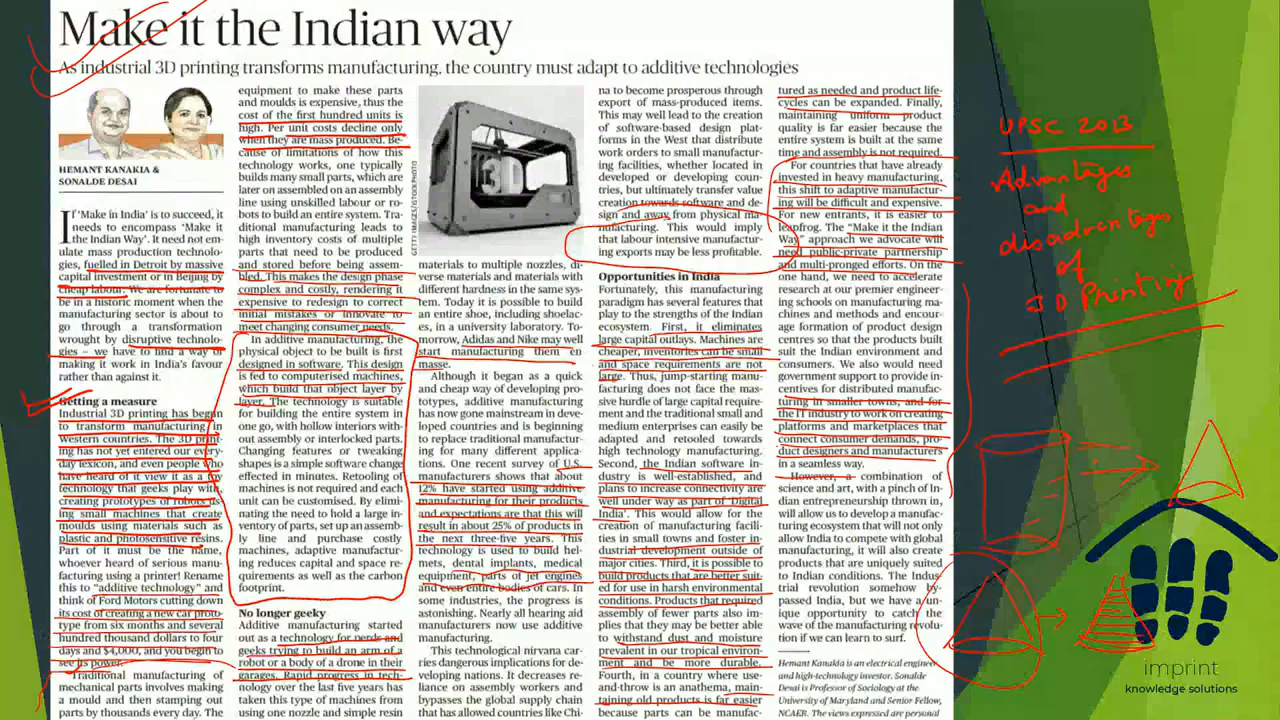 Make it the Indian way
As industrial 3D printing transforms manufacturing, the country must adapt to additive technologies
HEMANT KANAKIA &
SONALDE DESAI
If 'Make in India' is to succeed, it
needs to encompass 'Make it
the Indian Way'. It need not em-
ulate mass production technolo-
gies, fuelled in Detroit by massive
capital investment or in Beijing by
cheap labour. We are fortunate to
be in a historic moment when the
manufacturing sector is about to
go through a transformation
wrought by disruptive technolo-
gies – we have to find a way of
making it work in India's favour
rather than against it.
Getting a measure
Industrial 3D printing has begun
to transform manufacturing in
Western countries. The 3D print-
ing has not yet entered our every-
day lexicon, and even people who
have heard of it view it as a toy
technology that geeks play with,
creating prototypes of robots us-
ing small machines that create
moulds using materials such as
plastic and photosensitive resins.
Part of it must be the name,
whoever heard of serious manu-
facturing using a printer! Rename
this to "additive technology" and
think of Ford Motors cutting down
its cost of creating a new car proto-
type from six months and several
hundred thousand dollars to four
days and $4,000, and you begin to
see its power.
Traditional manufacturing of
mechanical parts involves making
a mould and then stamping out
parts by thousands every day. The
equipment to make these parts
and moulds is expensive, thus the
cost of the first hundred units is
high. Per unit costs decline only
when they are mass produced. Be-
cause of limitations of how this
technology works, one typically
builds many small parts, which are
later on assembled on an assembly
line using unskilled labour or ro-
bots to build an entire system. Tra-
ditional manufacturing leads to
high inventory costs of multiple
parts that need to be produced
and stored before being assem-
bled. This makes the design phase
complex and costly, rendering it
expensive to redesign to correct
initial mistakes or innovate to
meet changing consumer needs.
In additive manufacturing, the
physical object to be built is first
designed in software. This design
is fed to computerised machines,
which build that object layer by
layer. The technology is suitable
for building the entire system in
one go, with hollow interiors with-
out assembly or interlocked parts.
Changing features or tweaking
shapes is a simple software change
effected in minutes. Retooling of
machines is not required and each
unit can be customised. By elimi-
nating the need to hold a large in-
ventory of parts, set up an assemb-
ly line and purchase costly
machines, adaptive manufactur-
ing reduces capital and space re-
quirements as well as the carbon
footprint.
No longer geeky
Additive manufacturing started
out as a technology for nerds and
geeks trying to build an arm of a
robot or a body of a drone in their
garages. Rapid progress in tech-
nology over the last five years has
taken this type of machines from
using one nozzle and simple resin
GETTY IMAGES/ISTOCKPHOTO
materials to multiple nozzles, di-
verse materials and materials with
different hardness in the same sys-
tem. Today it is possible to build
an entire shoe, including shoelac-
es, in a university laboratory. To-
morrow, Adidas and Nike may well
start manufacturing them en
masse.
Although it began as a quick
and cheap way of developing pro-
totypes, additive manufacturing
has now gone mainstream in deve-
loped countries and is beginning
to replace traditional manufactur-
ing for many different applica-
tions. One recent survey of U.S.
manufacturers shows that about
12% have started using additive
manufacturing for their products
and expectations are that this will
result in about 25% of products in
the next three-five years. This
technology is used to build hel-
mets, dental implants, medical
equipment, parts of jet engines
and even entire bodies of cars. In
some industries, the progress is
astonishing. Nearly all hearing aid
manufacturers now use additive
manufacturing.
This technological nirvana car-
ries dangerous implications for de-
veloping nations. It decreases re-
liance on assembly workers and
bypasses the global supply chain
that has allowed countries like Chi-
na to become prosperous through
export of mass-produced items.
This may well lead to the creation
of software-based design plat-
forms in the West that distribute
work orders to small manufactur-
ing facilities, whether located in
developed or developing coun-
tries, but ultimately transfer value
creation towards software and de-
sign and away from physical ma-
nufacturing. This would imply
that labour intensive manufactur-
ing exports may be less profitable.
Opportunities in India
Fortunately, this manufacturing
paradigm has several features that
play to the strengths of the Indian
ecosystem. First, it eliminates
large capital outlays. Machines are
cheaper, inventories can be small
and space requirements are not
large. Thus, jump-starting manu-
facturing does not face the mas-
sive hurdle of large capital require-
ment and the traditional small and
medium enterprises can easily be
adapted and retooled towards
high technology manufacturing.
Second, the Indian software in-
dustry is well-established, and
plans to increase connectivity are
well under way as part of 'Digital
India'. This would allow for the
creation of manufacturing facili-
ties in small towns and foster in-
dustrial development outside of
major cities. Third, it is possible to
build products that are better suit-
ed for use in harsh environmental
conditions. Products that required
assembly of fewer parts also im-
plies that they may be better able
to withstand dust and moisture
prevalent in our tropical environ-
ment and be more durable.
Fourth, in a country where use-
and-throw is an anathema, main-
taining old products is far easier
because parts can be manufac-
tured as needed and product life-
cycles can be expanded. Finally,
maintaining uniform product
quality is far easier because the
entire system is built at the same
time and assembly is not required.
For countries that have already
invested in heavy manufacturing,
this shift to adaptive manufactur-
ing will be difficult and expensive.
For new entrants, it is easier to
leapfrog. The "Make it the Indian
Way" approach we advocate will
need public-private partnership
and multi-pronged efforts. On the
one hand, we need to accelerate
research at our premier engineer-
ing schools on manufacturing ma-
chines and methods and encour-
age formation of product design
centres so that the products built
suit the Indian environment and
consumers. We also would need
government support to provide in-
centives for distributed manufac-
turing in smaller towns, and for
the IT industry to work on creating
platforms and marketplaces that
connect consumer demands, pro-
duct designers and manufacturers
in a seamless way.
However, a combination of
science and art, with a pinch of In-
dian entrepreneurship thrown in,
will allow us to develop a manufac-
turing ecosystem that will not only
allow India to compete with global
manufacturing, it will also create
products that are uniquely suited
to Indian conditions. The Indus-
trial revolution somehow by-
passed India, but we have a un-
ique opportunity to catch the
wave of the manufacturing revolu-
tion if we can learn to surf.
Hemant Kanakia is an electrical engineer
and high-technology investor. Sonalde
Desai is Professor of Sociology at the
University of Maryland and Senior Fellow,
NCAER. The views expressed are personal
UPSC 2013
Advantages
and
disadvantages
of
3D Printing
imprint
knowledge solutions